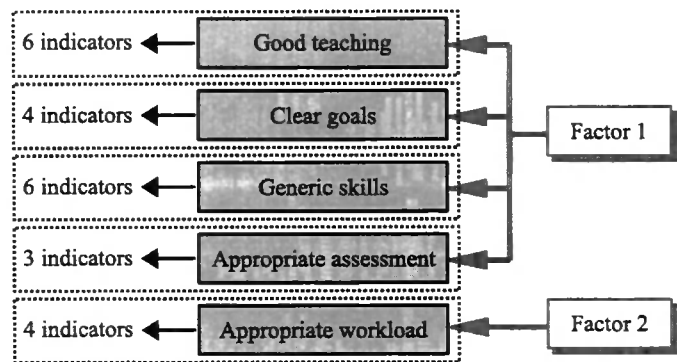 6 indicators Good teaching
4 indicators Clear goals
Factor 1
6 indicators Generic skills
3 indicators Appropriate assessment
4 indicators Appropriate workload
Factor 2